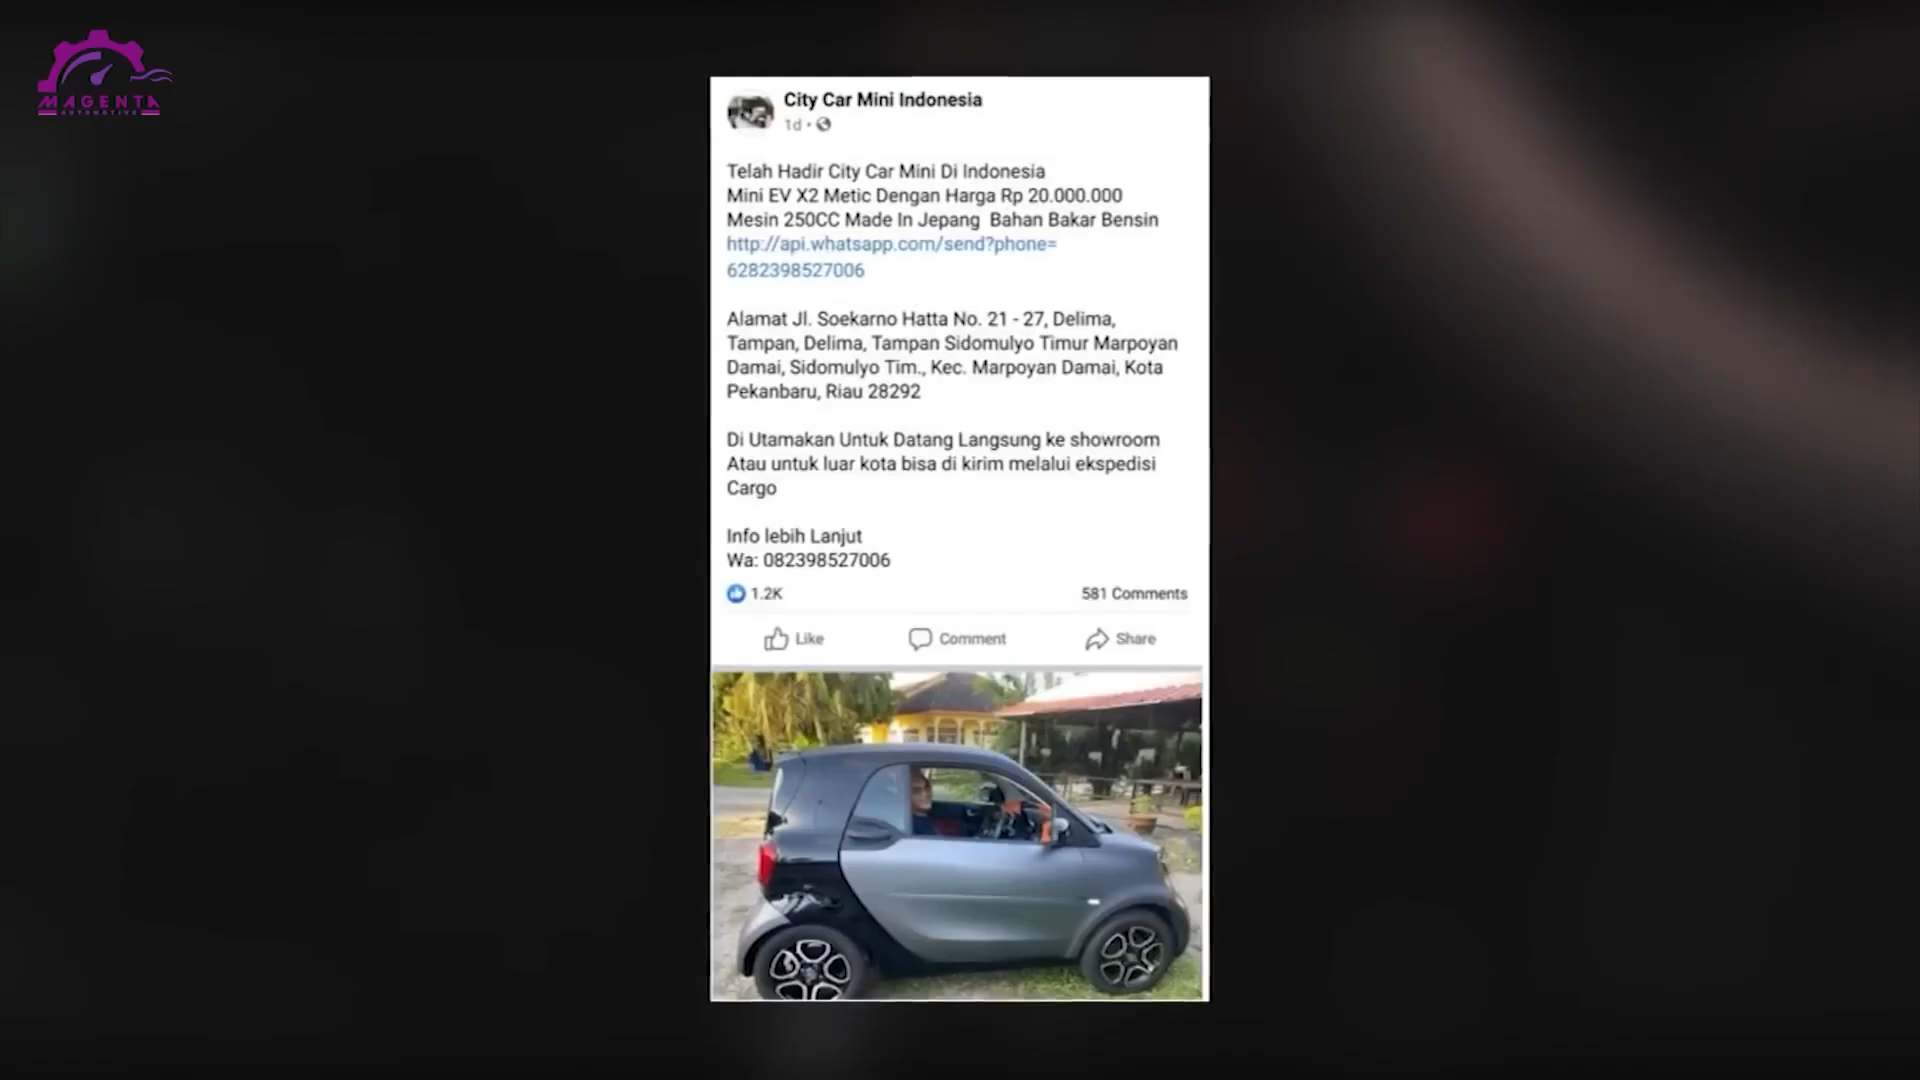 MAGENTA
AUTOMOTIVE
City Car Mini Indonesia
1d
Telah Hadir City Car Mini Di Indonesia
Mini EV X2 Metic Dengan Harga Rp 20.000.000
Mesin 250CC Made In Jepang Bahan Bakar Bensin
http://api.whatsapp.com/send?phone=
6282398527006
Alamat Jl. Soekarno Hatta No. 21 - 27, Delima,
Tampan, Delima, Tampan Sidomulyo Timur Marpoyan
Damai, Sidomulyo Tim., Kec. Marpoyan Damai, Kota
Pekanbaru, Riau 28292
Di Utamakan Untuk Datang Langsung ke showroom
Atau untuk luar kota bisa di kirim melalui ekspedisi
Cargo
Info lebih Lanjut
Wa: 082398527006
1.2K 581 Comments
Like Comment Share